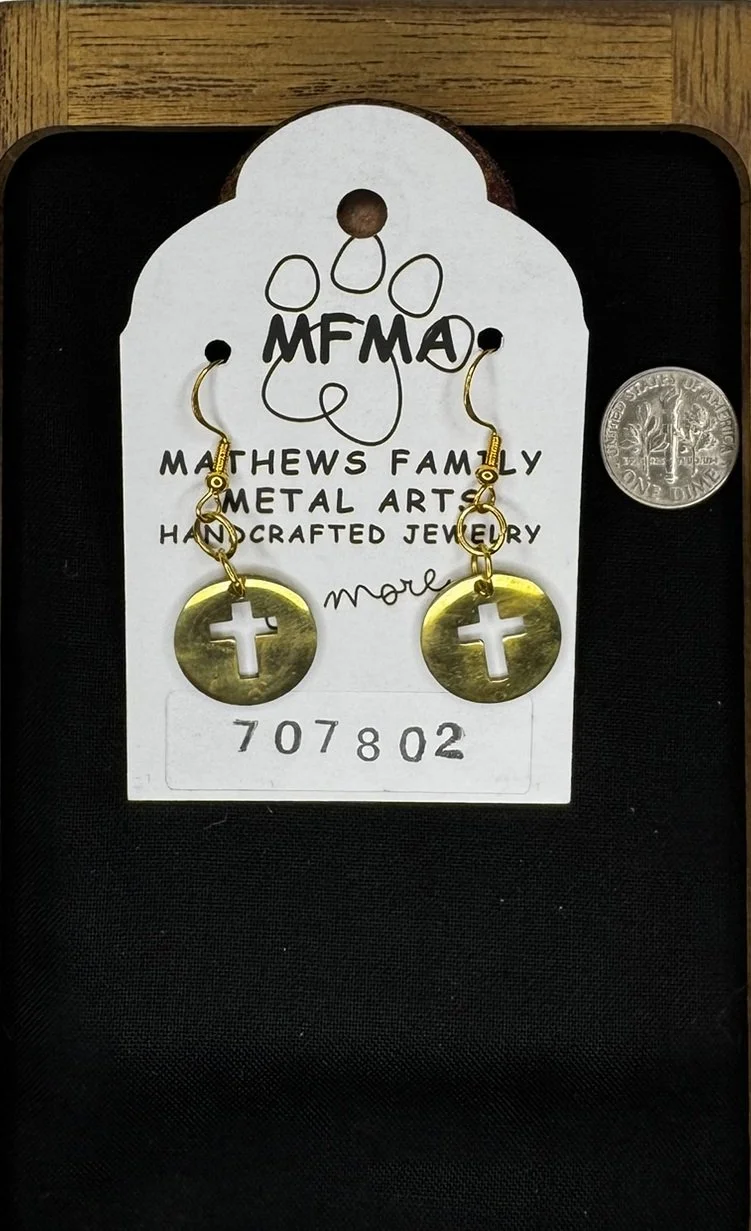 MFMA
MATHEWS FAMILY
METAL ARTS
HANDCRAFTED JEWELRY
more
707802
UNITED STATES OF AMERICA
ONE DIME